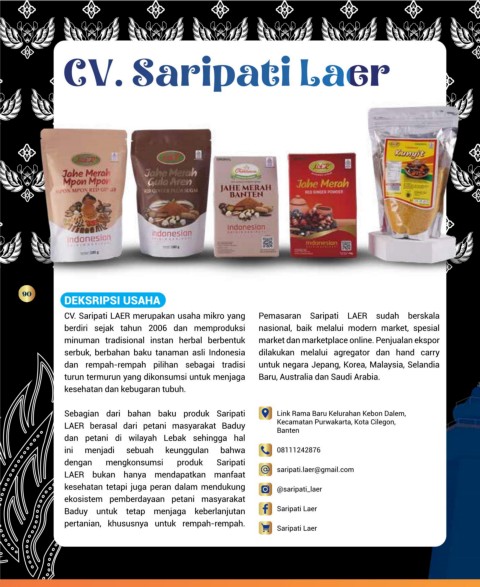 CV. Saripati Laer
Jahe Merah
Mpon Mpon
indonesian
Jahe Merah
Gula Aren
indonesian
JAHE MERAH
BANTEN
indonesian
Jahe Merah
RED GINGER POWDER
indonesian
90
DEKSRIPSI USAHA
CV. Saripati LAER merupakan usaha mikro yang
berdiri sejak tahun 2006 dan memproduksi
minuman tradisional instan herbal berbentuk
serbuk, berbahan baku tanaman asli Indonesia
dan rempah-rempah pilihan sebagai tradisi
turun termurun yang dikonsumsi untuk menjaga
kesehatan dan kebugaran tubuh.
Sebagian dari bahan baku produk Saripati
LAER berasal dari petani masyarakat Baduy
dan petani di wilayah Lebak sehingga hal
ini menjadi sebuah keunggulan bahwa
dengan mengkonsumsi produk Saripati
LAER bukan hanya mendapatkan manfaat
kesehatan tetapi juga peran dalam mendukung
ekosistem pemberdayaan petani masyarakat
Baduy untuk tetap menjaga keberlanjutan
pertanian, khususnya untuk rempah-rempah.
Pemasaran Saripati LAER sudah berskala
nasional, baik melalui modern market, spesial
market dan marketplace online. Penjualan ekspor
dilakukan melalui agregator dan hand carry
untuk negara Jepang, Korea, Malaysia, Selandia
Baru, Australia dan Saudi Arabia.
Link Rama Baru Kelurahan Kebon Dalem,
Kecamatan Purwakarta, Kota Cilegon,
Banten
08111242876
saripati.laer@gmail.com
@saripati_laer
Saripati Laer
Saripati Laer